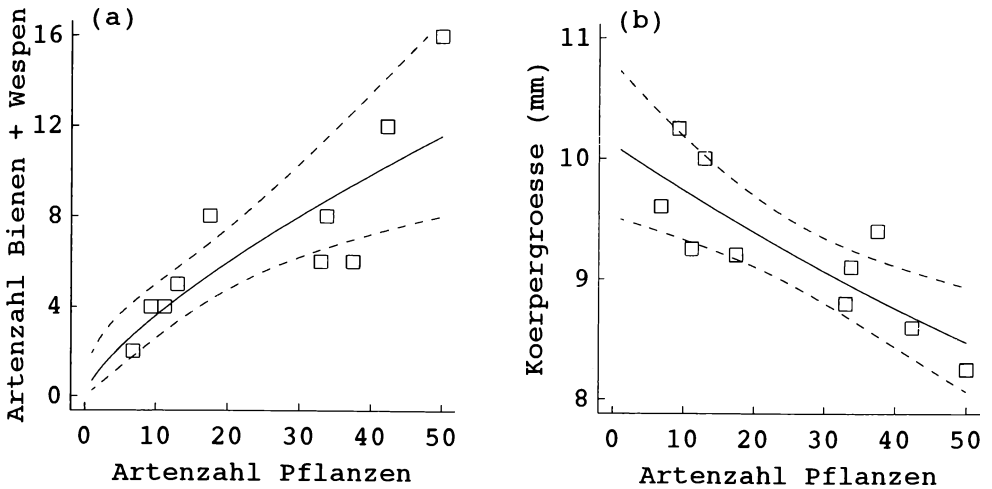 (a)
Artenzahl Bienen + Wespen
16
12
8
4
0
0 10 20 30 40 50
Artenzahl Pflanzen
(b)
Koerpergroesse (mm)
11
10
9
8
0 10 20 30 40 50
Artenzahl Pflanzen